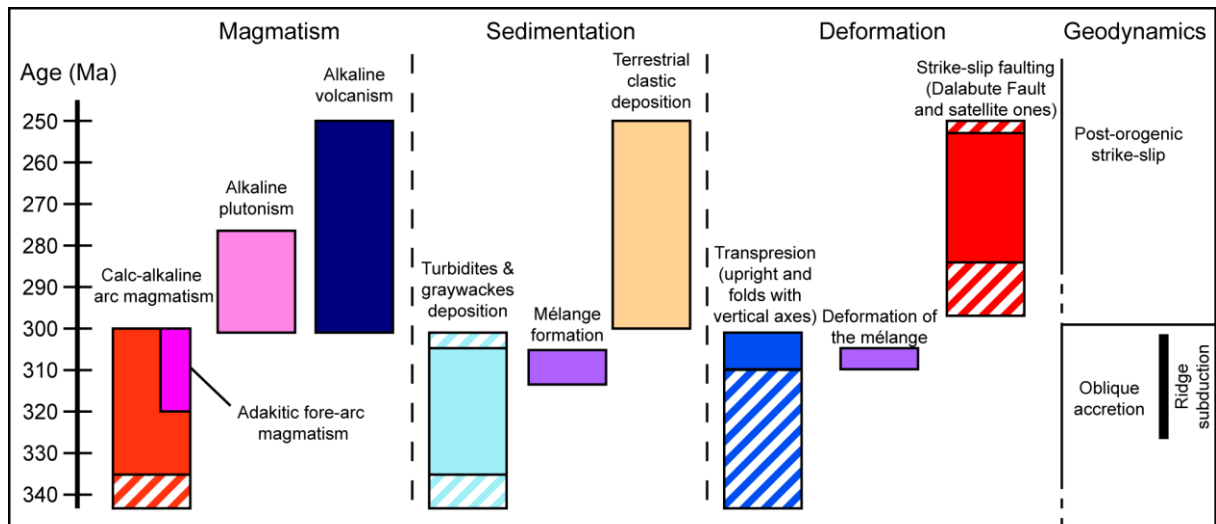 Magmatism
Sedimentation
Deformation
Geodynamics
Age (Ma)
250
260
270
280
290
300
310
320
330
340
Calc-alkaline
arc magmatism
Adakitic fore-arc
magmatism
Alkaline
plutonism
Alkaline
volcanism
Turbidites &
graywackes
deposition
Mélange
formation
Terrestrial
clastic
deposition
Transpresion
(upright and
folds with
vertical axes)
Deformation of
the mélange
Strike-slip faulting
(Dalabute Fault
and satellite ones)
Post-orogenic
strike-slip
Oblique
accretion
Ridge
subduction